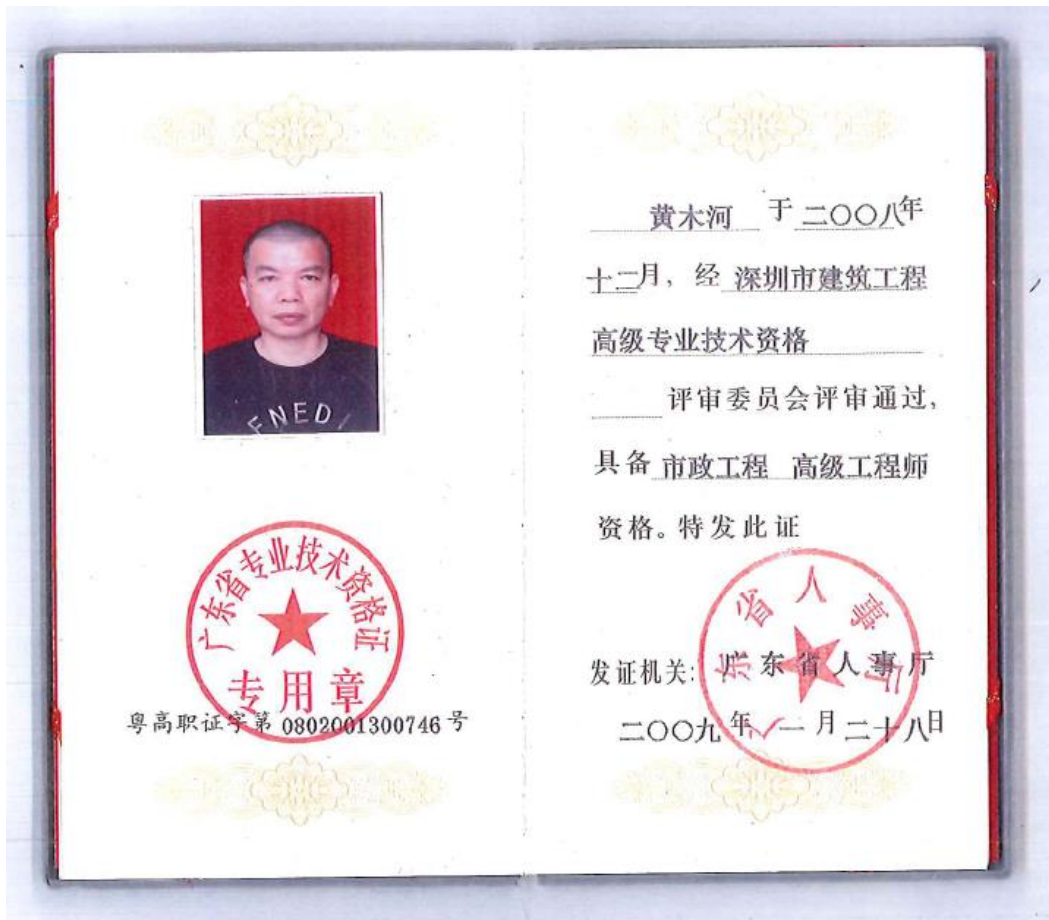 ENEDI
广东省专业技术资格证
专用章
粤高职证字第 0802001300746 号
黄木河 于 二〇〇八年
十二月，经 深圳市建筑工程
高级专业技术资格
评审委员会评审通过，
具备 市政工程 高级工程师
资格。特发此证
广东省人事厅
发证机关：广东省人事厅
二〇〇九年 一月二十八日